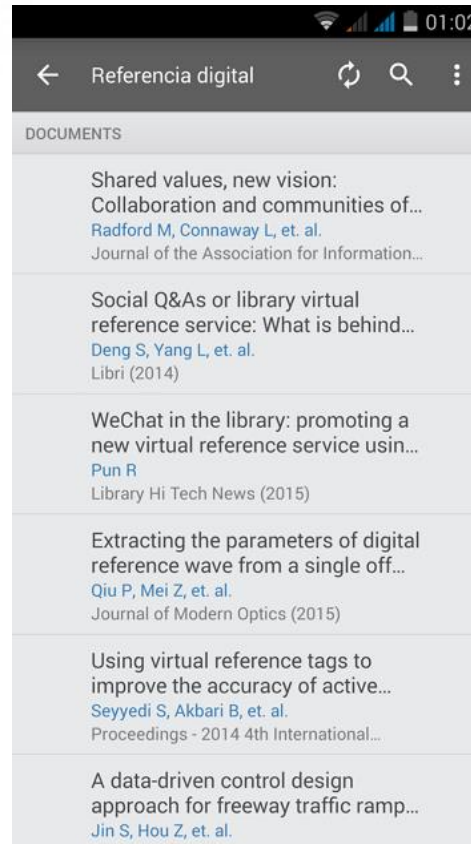 01:02
Referencia digital
DOCUMENTS
Shared values, new vision:
Collaboration and communities of...
Radford M, Connaway L, et. al.
Journal of the Association for Information...
Social Q&As or library virtual
reference service: What is behind...
Deng S, Yang L, et. al.
Libri (2014)
WeChat in the library: promoting a
new virtual reference service usin...
Pun R
Library Hi Tech News (2015)
Extracting the parameters of digital
reference wave from a single off...
Qiu P, Mei Z, et. al.
Journal of Modern Optics (2015)
Using virtual reference tags to
improve the accuracy of active...
Seyyedi S, Akbari B, et. al.
Proceedings - 2014 4th International...
A data-driven control design
approach for freeway traffic ramp...
Jin S, Hou Z, et. al.